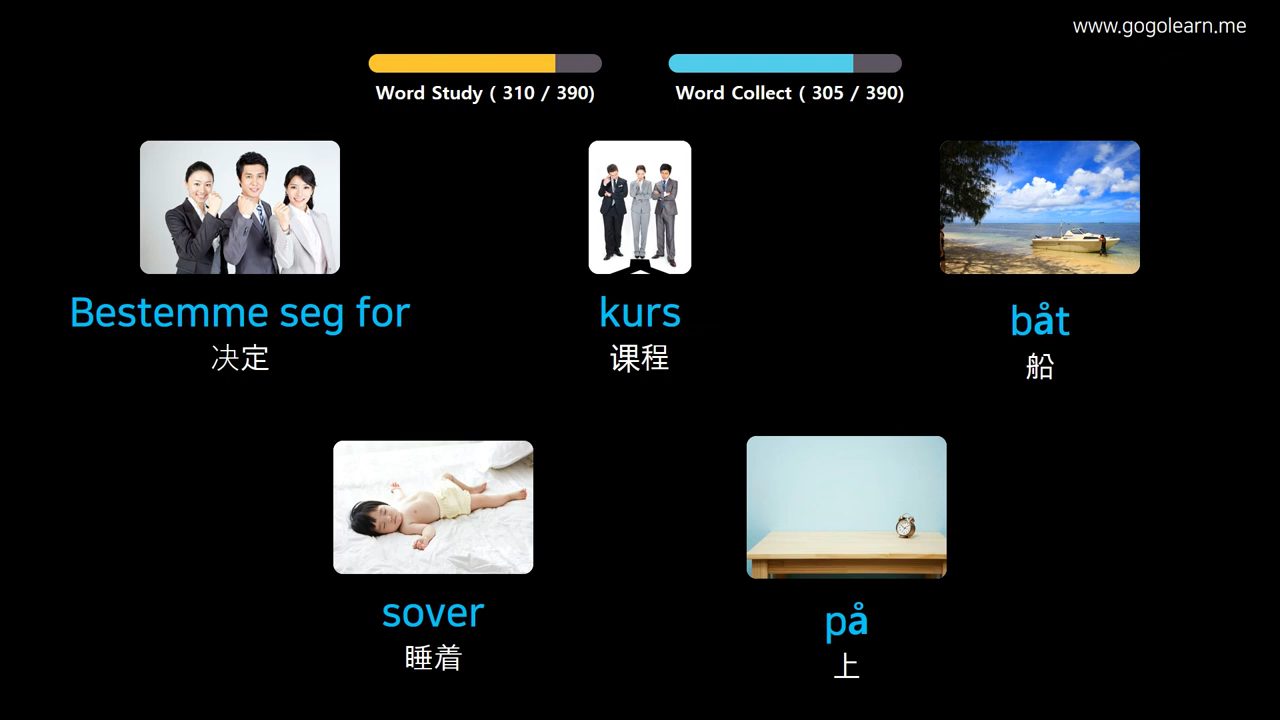 www.gogolearn.me
Word Study ( 310 / 390)
Word Collect ( 305 / 390)
Bestemme seg for
决定
kurs
课程
båt
船
sover
睡着
på
上